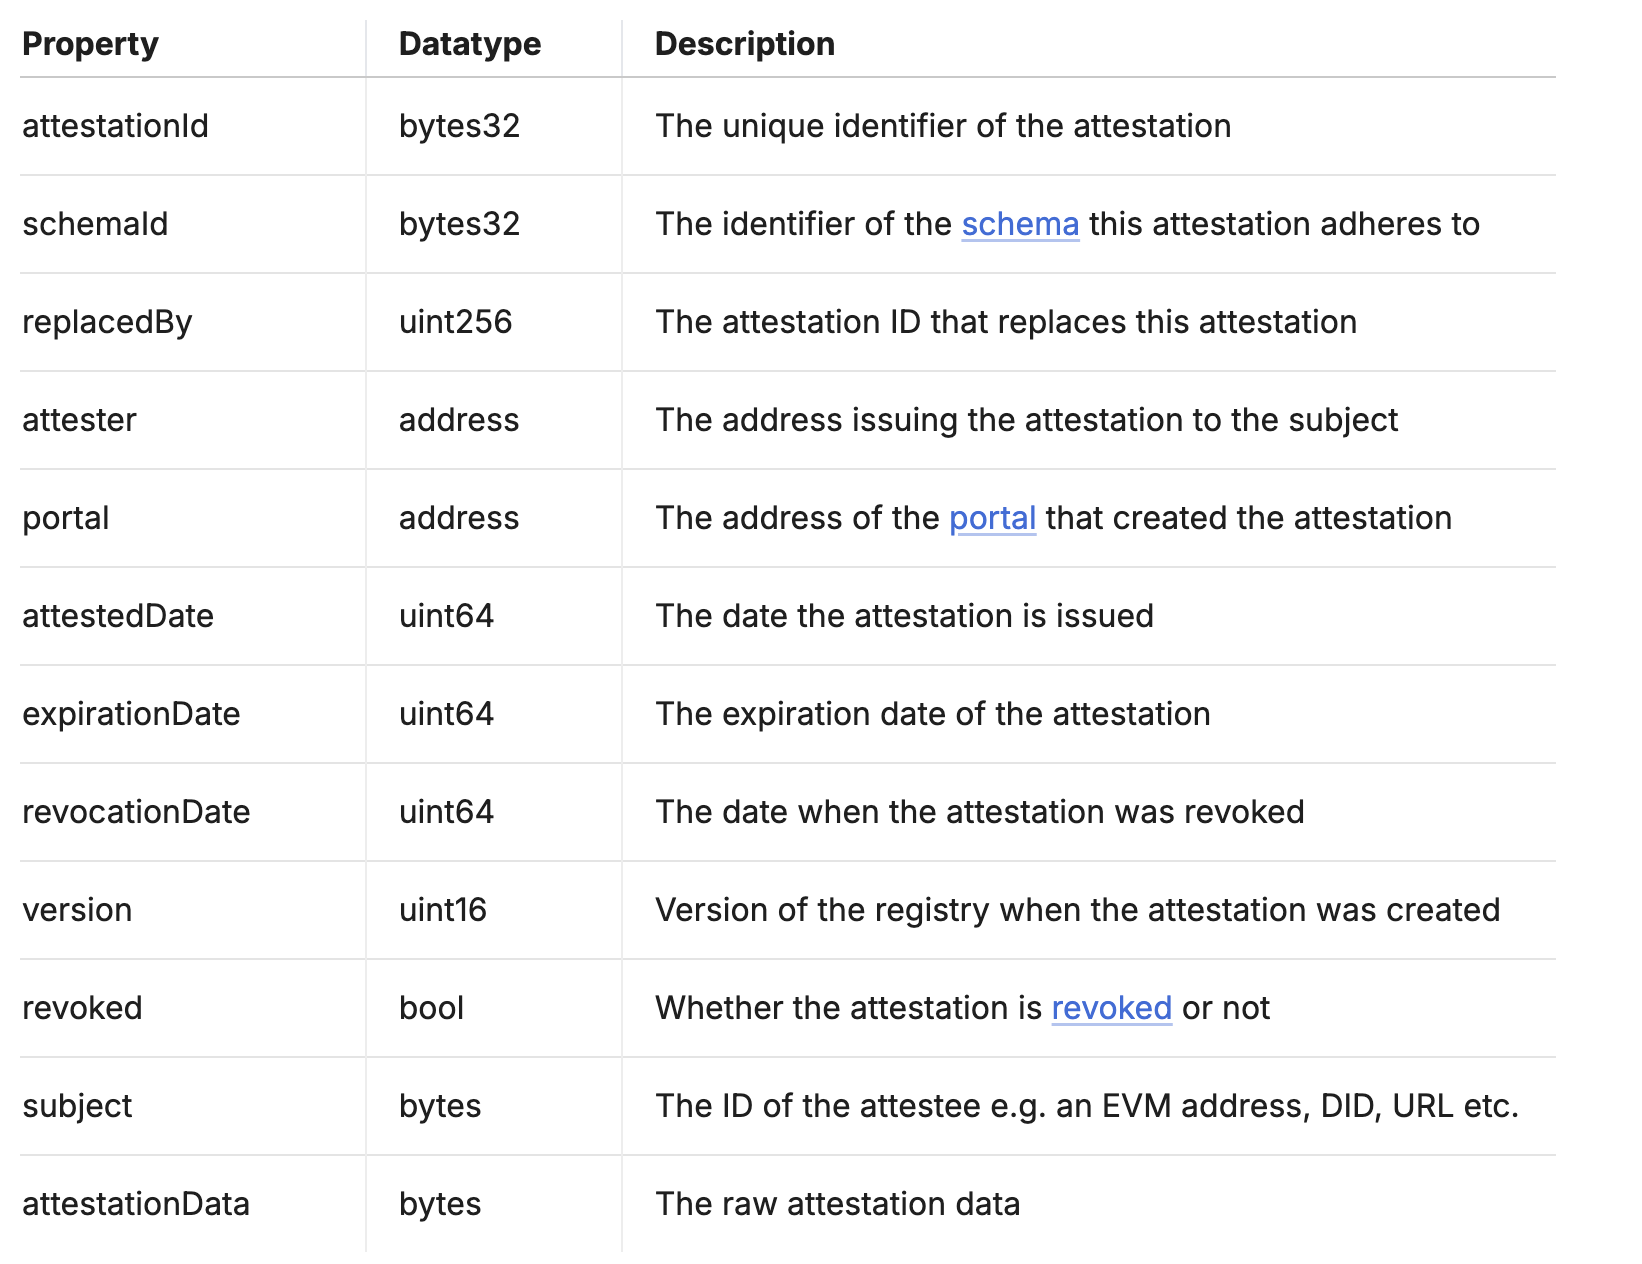 Property Datatype Description
attestationId bytes32 The unique identifier of the attestation
schemaId bytes32 The identifier of the schema this attestation adheres to
replacedBy uint256 The attestation ID that replaces this attestation
attester address The address issuing the attestation to the subject
portal address The address of the portal that created the attestation
attestedDate uint64 The date the attestation is issued
expirationDate uint64 The expiration date of the attestation
revocationDate uint64 The date when the attestation was revoked
version uint16 Version of the registry when the attestation was created
revoked bool Whether the attestation is revoked or not
subject bytes The ID of the attestee e.g. an EVM address, DID, URL etc.
attestationData bytes The raw attestation data